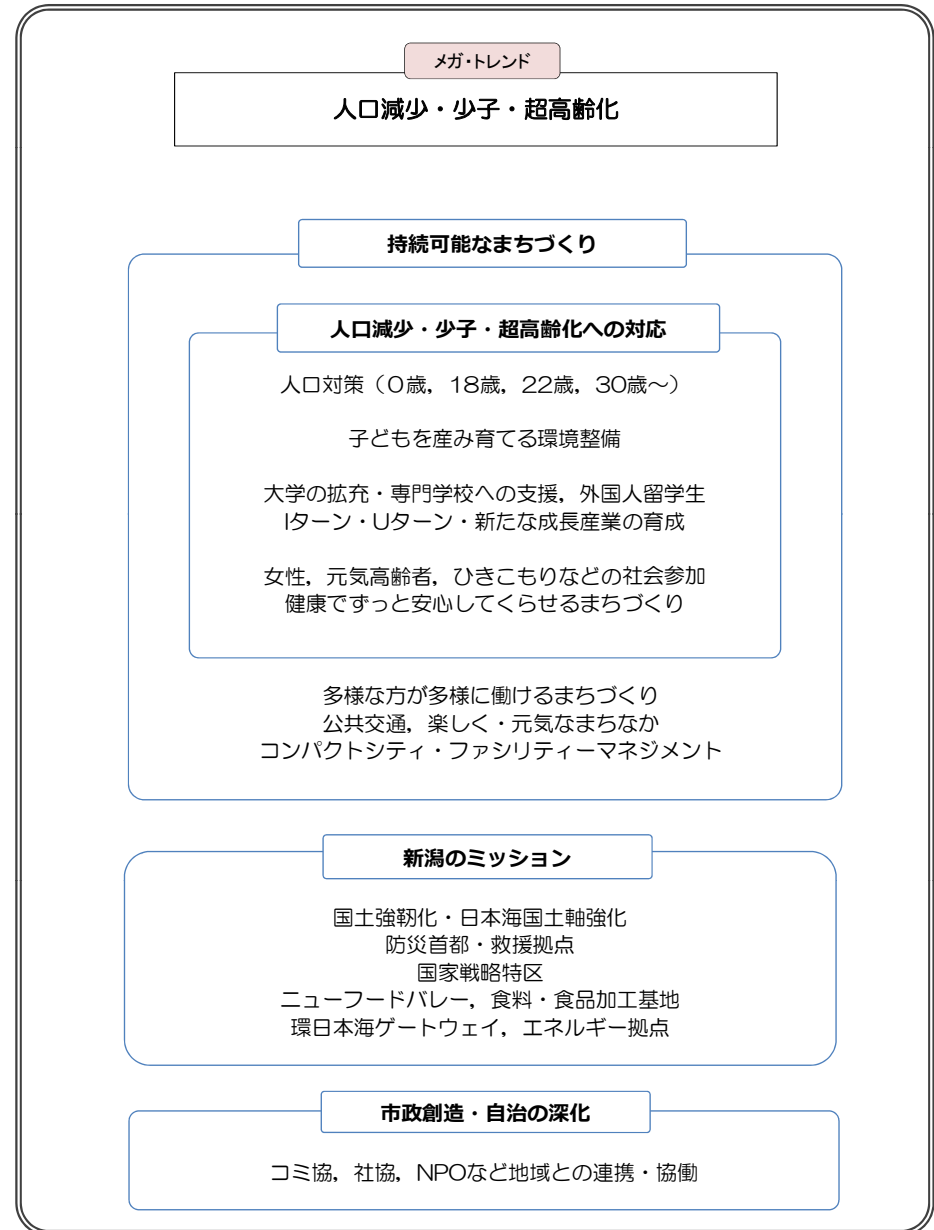 メガ・トレンド
人口減少・少子・超高齢化
持続可能なまちづくり
人口減少・少子・超高齢化への対応
人口対策（０歳，18歳，22歳，30歳～）
子どもを産み育てる環境整備
大学の拡充・専門学校への支援，外国人留学生
Iターン・Uターン・新たな成長産業の育成
女性，元気高齢者，ひきこもりなどの社会参加
健康でずっと安心してくらせるまちづくり
多様な方が多様に働けるまちづくり
公共交通，楽しく・元気なまちなか
コンパクトシティ・ファシリティーマネジメント
新潟のミッション
国土強靭化・日本海国土軸強化
防災首都・救援拠点
国家戦略特区
ニューフードバレー，食料・食品加工基地
環日本海ゲートウェイ，エネルギー拠点
市政創造・自治の深化
コミ協，社協，NPOなど地域との連携・協働